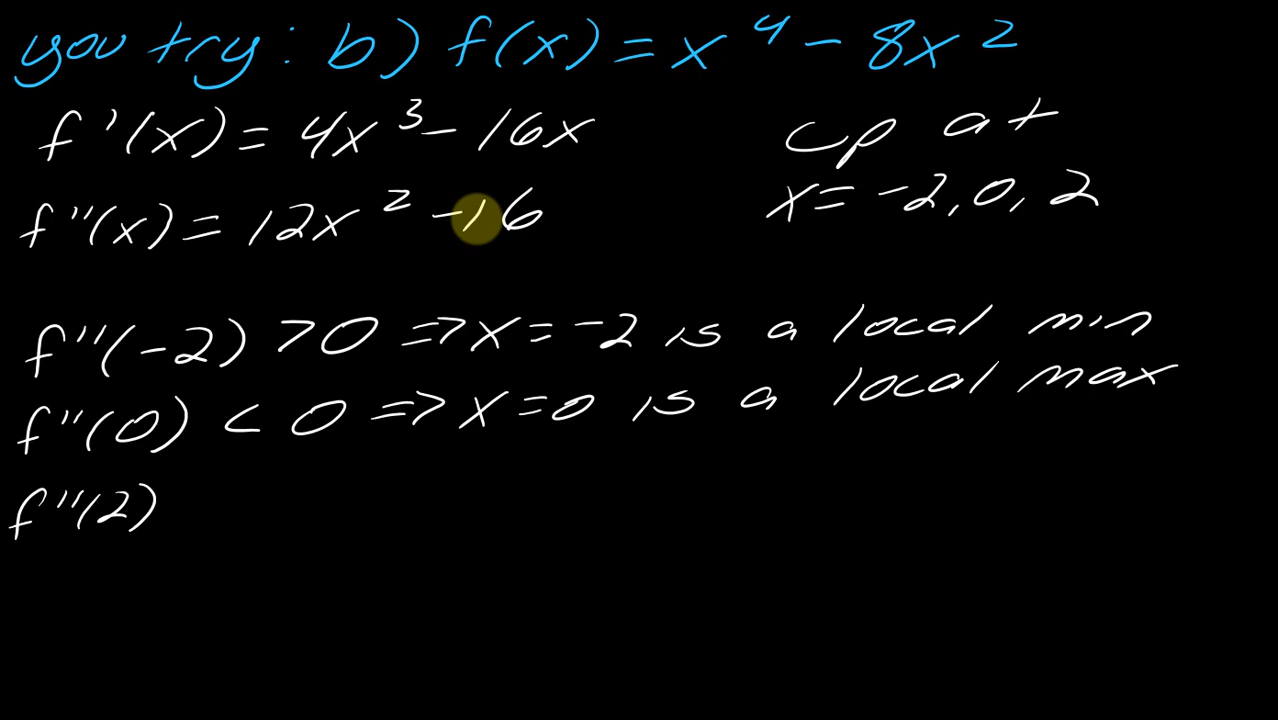 you try: b) f(x) = x⁴ - 8x²
f'(x) = 4x³ - 16x
cp at
x = -2, 0, 2
f''(x) = 12x² - 16
f''(-2) > 0 => x = -2 is a local min
f''(0) < 0 => x = 0 is a local max
f''(2)